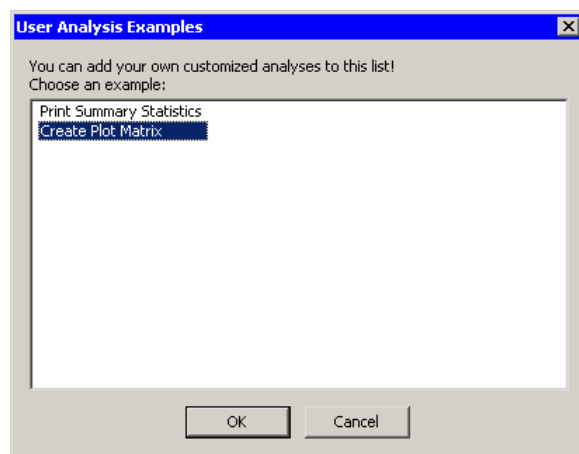 User Analysis Examples
You can add your own customized analyses to this list!
Choose an example:
Print Summary Statistics
Create Plot Matrix
OK
Cancel